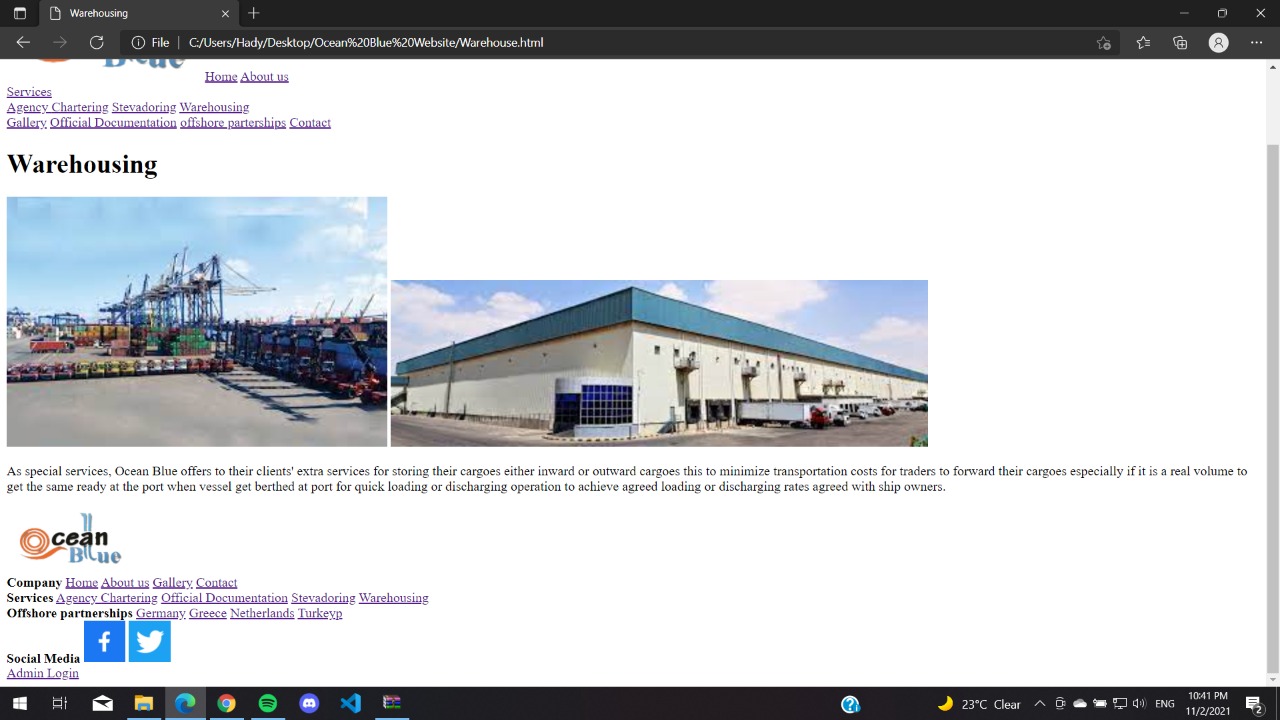 Warehousing
File | C:/Users/Hady/Desktop/Ocean%20Blue%20Website/Warehouse.html
Blue
Home About us
Services
Agency Chartering Stevadoring Warehousing
Gallery Official Documentation offshore parterships Contact
Warehousing
As special services, Ocean Blue offers to their clients' extra services for storing their cargoes either inward or outward cargoes this to minimize transportation costs for traders to forward their cargoes especially if it is a real volume to
get the same ready at the port when vessel get berthed at port for quick loading or discharging operation to achieve agreed loading or discharging rates agreed with ship owners.
Ocean
Blue
Company Home About us Gallery Contact
Services Agency Chartering Official Documentation Stevadoring Warehousing
Offshore partnerships Germany Greece Netherlands Turkeyp
Social Media
Admin Login
23°C Clear
ENG
10:41 PM
11/2/2021
2